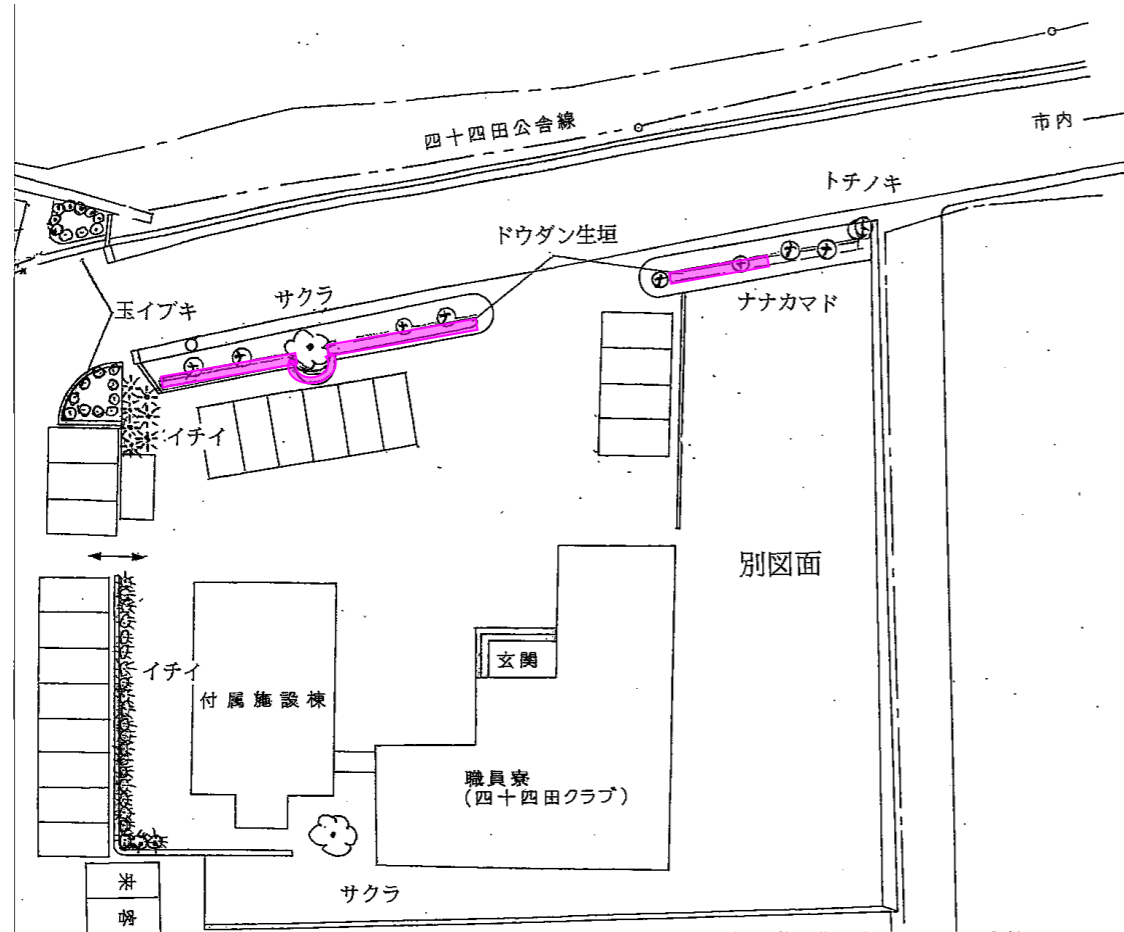 四十四田公舎線
市内
トチノキ
ドウダン生垣
サクラ
玉イブキ
ナナカマド
イチイ
別図面
玄関
イチイ
付属施設棟
職員寮
(四十四田クラブ)
サクラ
来客